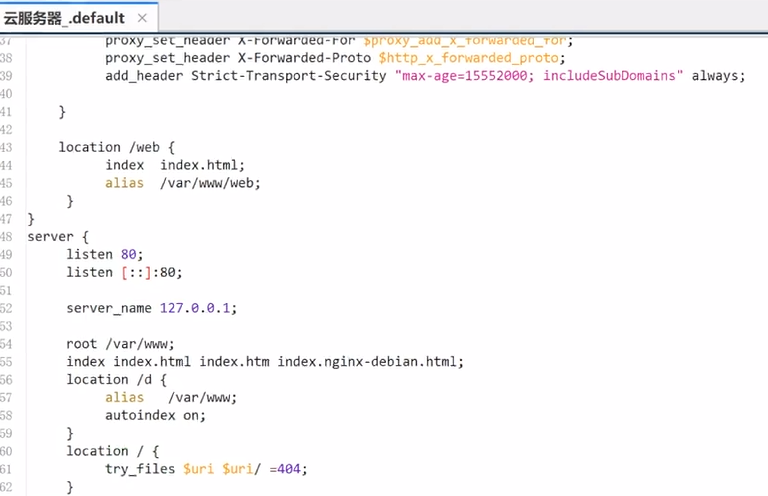 云服务器_.default ×
37 proxy_set_header X-Forwarded-For $proxy_add_x_forwarded_for;
38 proxy_set_header X-Forwarded-Proto $http_x_forwarded_proto;
39 add_header Strict-Transport-Security "max-age=15552000; includeSubDomains" always;
40
41 }
42
43 location /web {
44 index  index.html;
45 alias  /var/www/web;
46 }
47 }
48 server {
49 listen 80;
50 listen [::]:80;
51
52 server_name 127.0.0.1;
53
54 root /var/www;
55 index index.html index.htm index.nginx-debian.html;
56 location /d {
57 alias   /var/www;
58 autoindex on;
59 }
60 location / {
61 try_files $uri $uri/ =404;
62 }